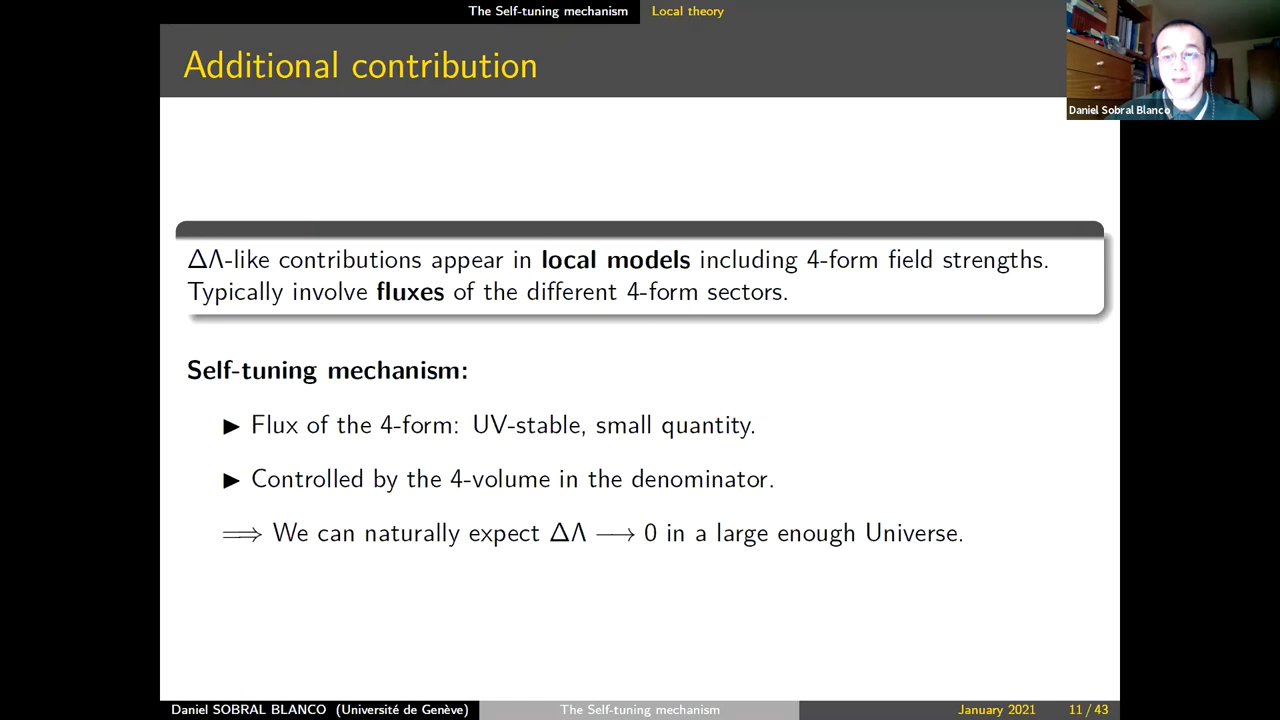 The Self-tuning mechanism Local theory
Additional contribution
Daniel Sobral Blanco
ΔΛ-like contributions appear in local models including 4-form field strengths.
Typically involve fluxes of the different 4-form sectors.
Self-tuning mechanism:
▶ Flux of the 4-form: UV-stable, small quantity.
▶ Controlled by the 4-volume in the denominator.
⟹ We can naturally expect ΔΛ ⟶ 0 in a large enough Universe.
Daniel SOBRAL BLANCO (Université de Genève) The Self-tuning mechanism January 2021 11 / 43